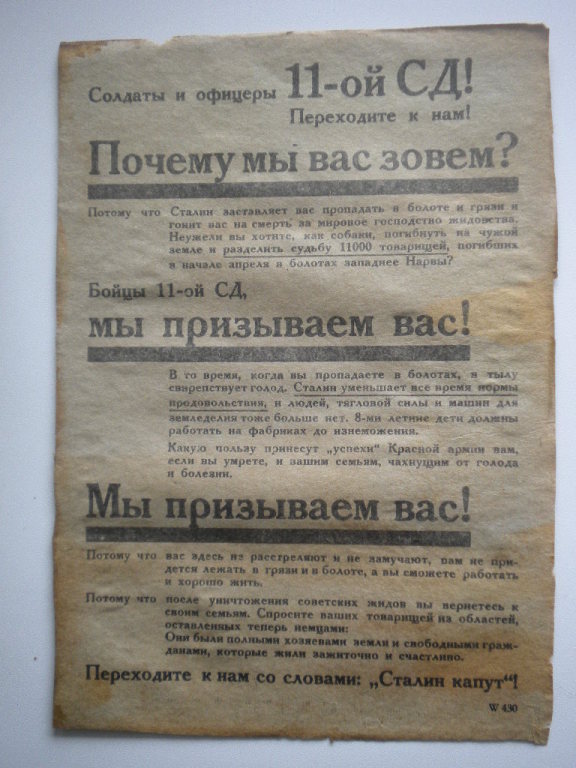 Солдаты и офицеры 11-ой СД!
Переходите к нам!
Почему мы вас зовем?
Потому что Сталин заставляет вас пропадать в болоте и грязи и
гонит вас на смерть за мировое господство жидовства.
Неужели вы хотите, как собаки, погибнуть на чужой
земле и разделить судьбу 11000 товарищей, погибших
в начале апреля в болотах западнее Нарвы?
Бойцы 11-ой СД,
мы призываем вас!
В то время, когда вы пропадаете в болотах, в тылу
свирепствует голод. Сталин уменьшает все время нормы
продовольствия, и людей, тягловой силы и машин для
земледелия тоже больше нет. 8-ми летние дети должны
работать на фабриках до изнеможения.
Какую пользу принесут „успехи" Красной армии вам,
если вы умрете, и вашим семьям, чахнущим от голода
и болезни.
Мы призываем вас!
Потому что вас здесь не расстреляют и не замучают, вам не при-
дется лежать в грязи и в болоте, а вы сможете работать
и хорошо жить.
Потому что после уничтожения советских жидов вы вернетесь к
своим семьям. Спросите ваших товарищей из областей,
оставленных теперь немцами:
Они были полными хозяевами земли и свободными граж-
данами, которые жили зажиточно и счастливо.
Переходите к нам со словами: „Сталин капут"!
W 430